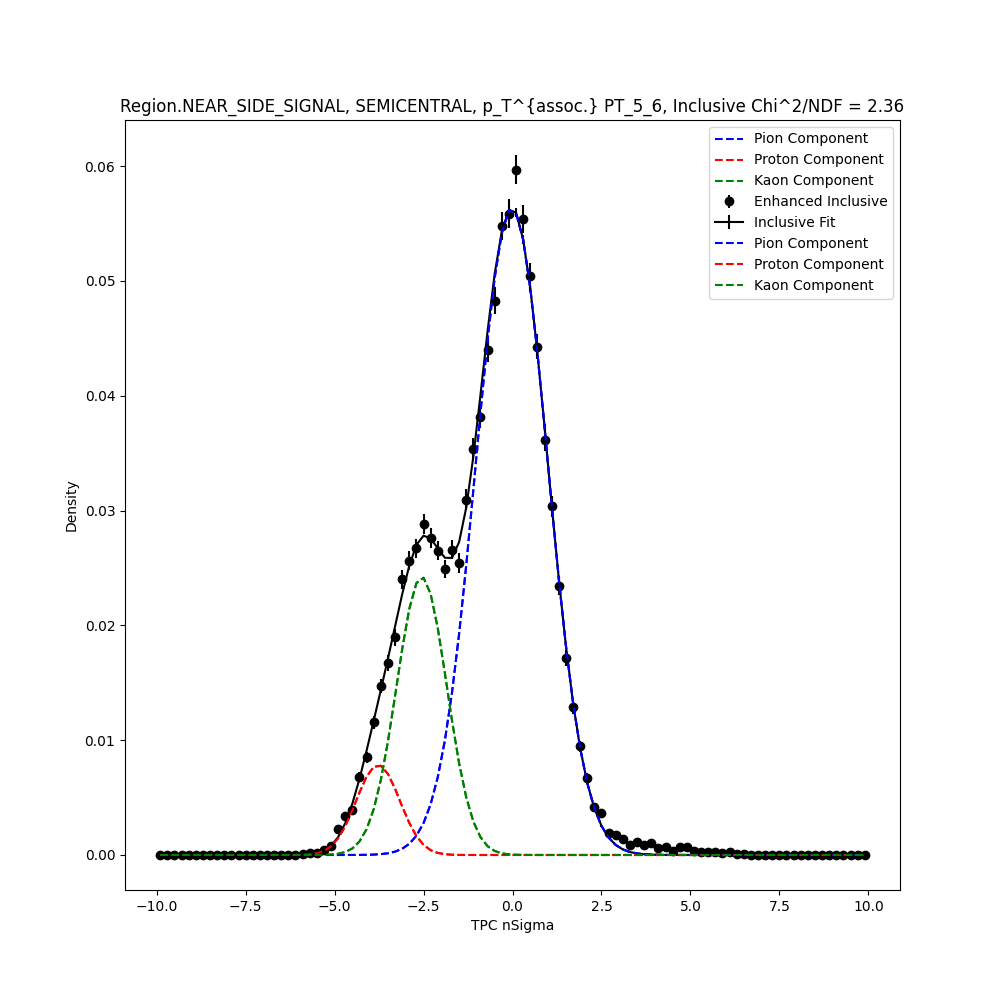 Region.NEAR_SIDE_SIGNAL, SEMICENTRAL, p_T^{assoc.} PT_5_6, Inclusive Chi^2/NDF = 2.36
Pion Component
Proton Component
Kaon Component
Enhanced Inclusive
Inclusive Fit
Pion Component
Proton Component
Kaon Component
0.06
0.05
0.04
0.03
0.02
0.01
0.00
Density
−10.0 −7.5 −5.0 −2.5 0.0 2.5 5.0 7.5 10.0
TPC nSigma